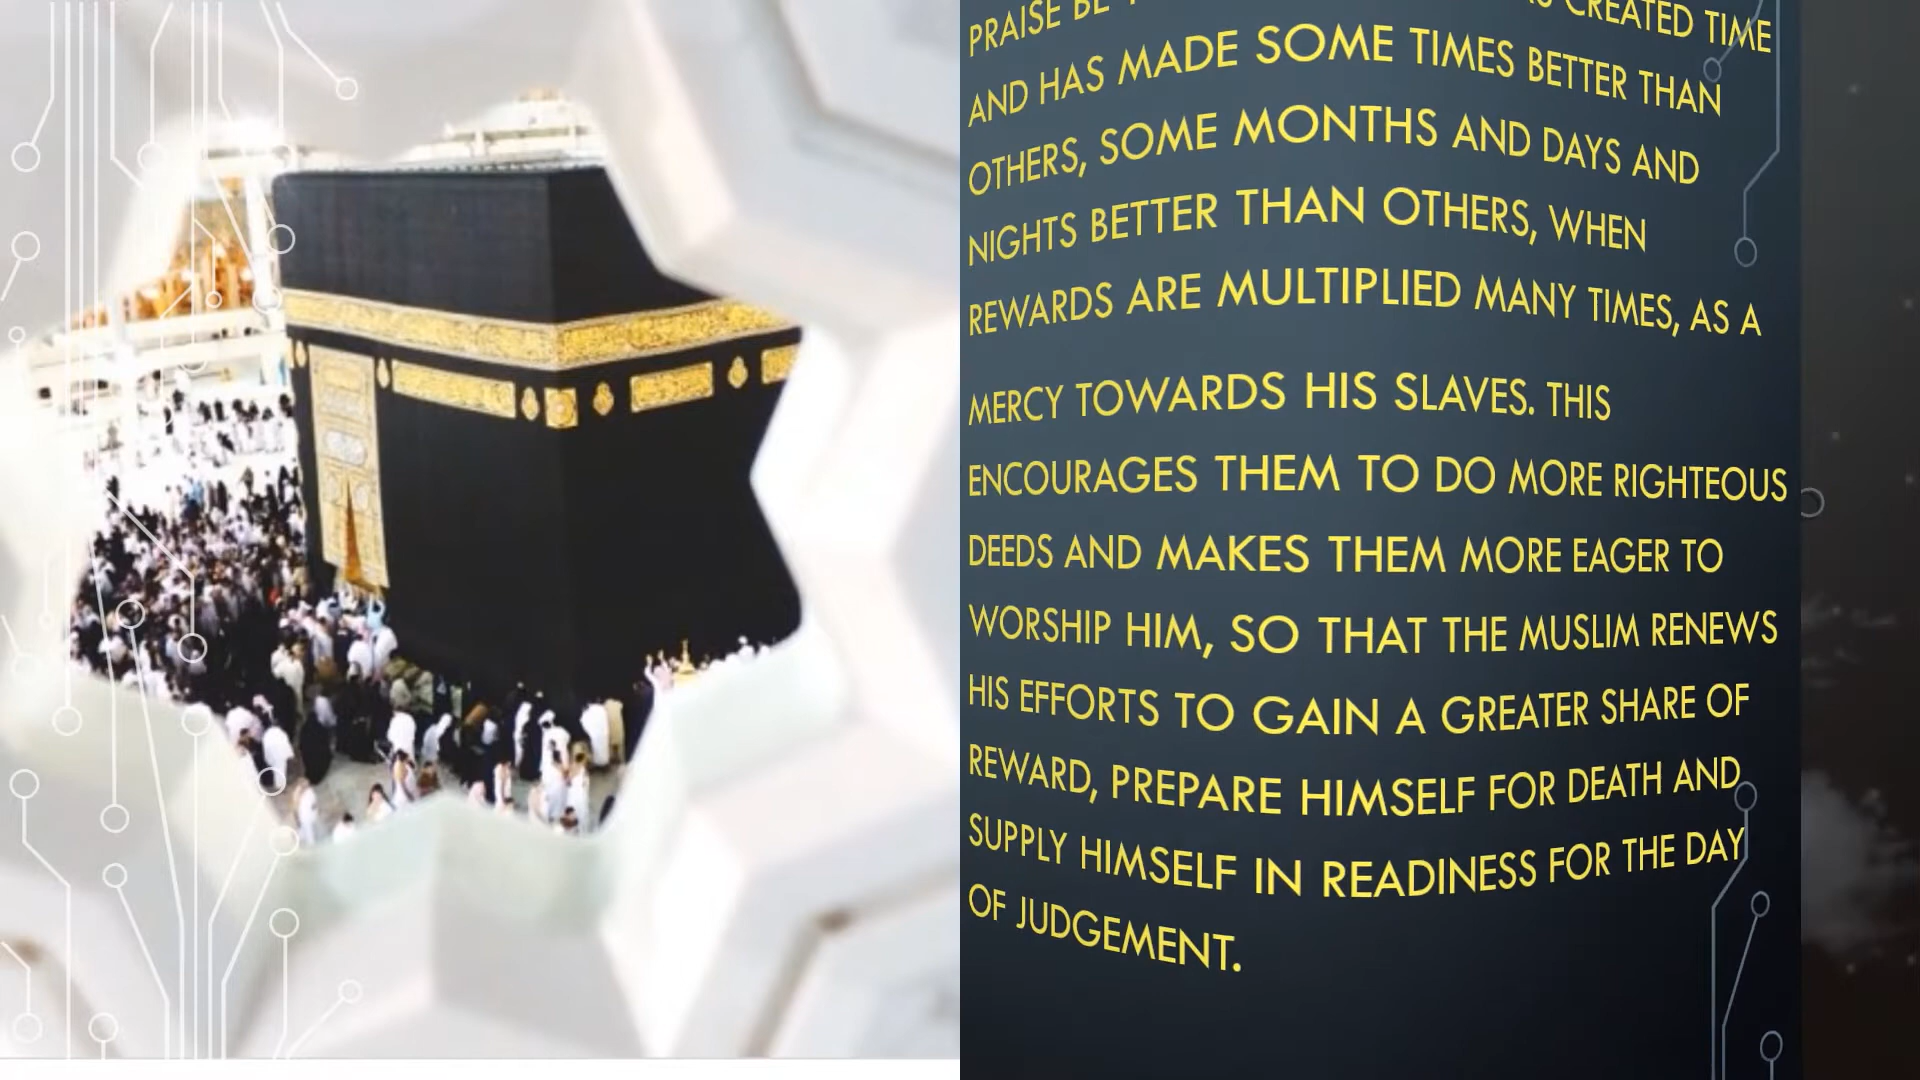 PRAISE BE CREATED TIME
AND HAS MADE SOME TIMES BETTER THAN
OTHERS, SOME MONTHS AND DAYS AND
NIGHTS BETTER THAN OTHERS, WHEN
REWARDS ARE MULTIPLIED MANY TIMES, AS A
MERCY TOWARDS HIS SLAVES. THIS
ENCOURAGES THEM TO DO MORE RIGHTEOUS
DEEDS AND MAKES THEM MORE EAGER TO
WORSHIP HIM, SO THAT THE MUSLIM RENEWS
HIS EFFORTS TO GAIN A GREATER SHARE OF
REWARD, PREPARE HIMSELF FOR DEATH AND
SUPPLY HIMSELF IN READINESS FOR THE DAY
OF JUDGEMENT.